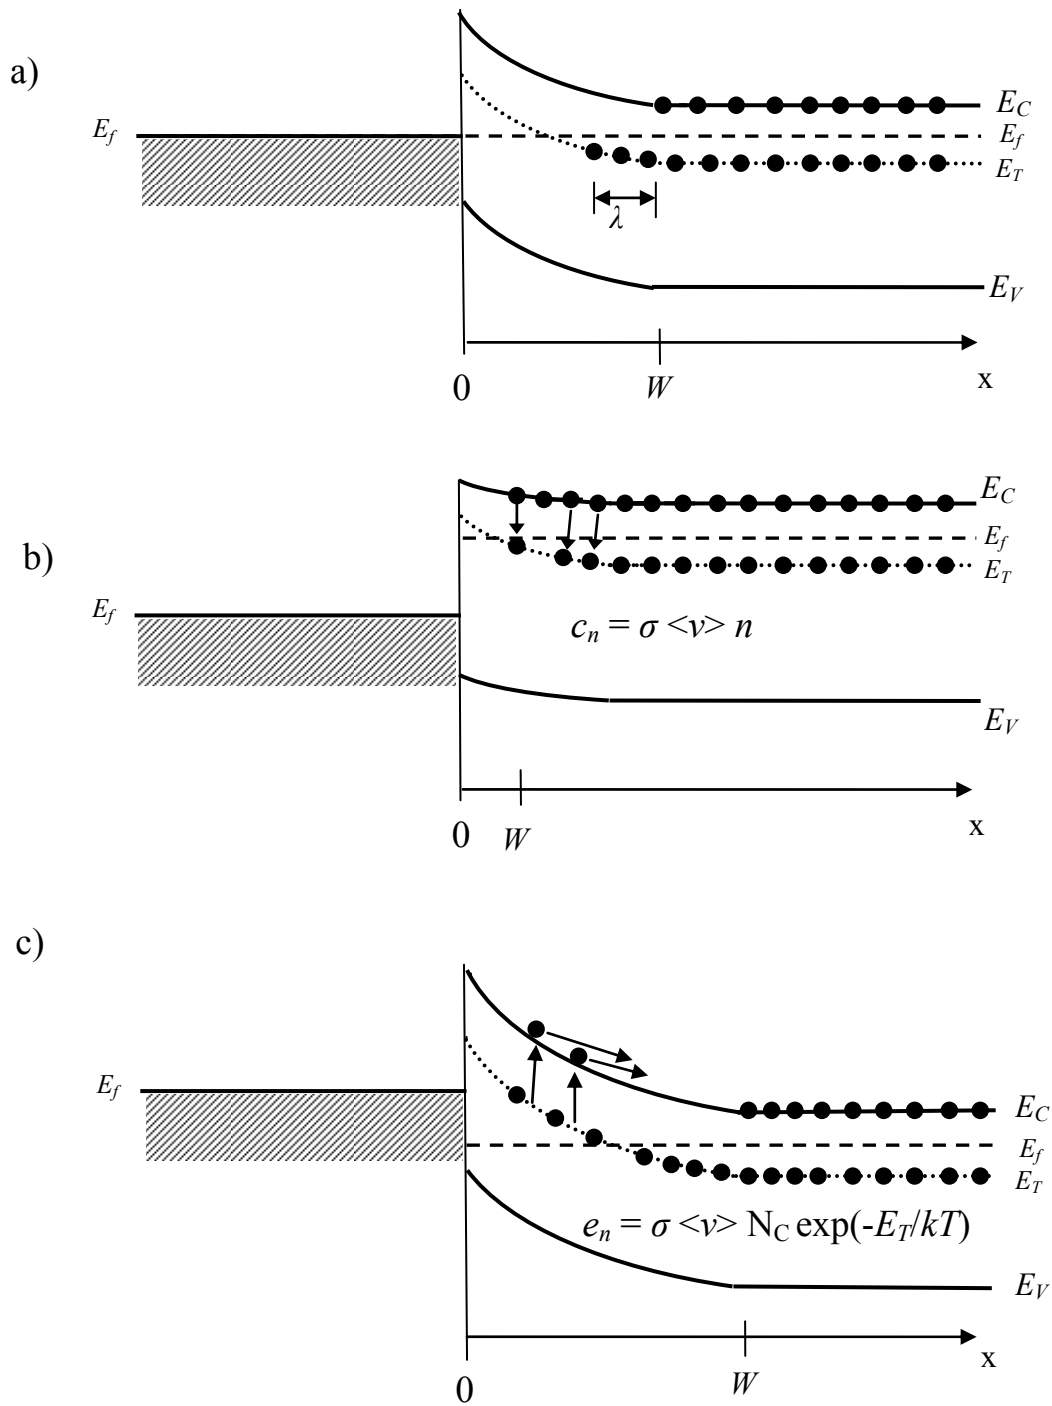 a)
E_C
E_f E_f
E_T
λ
E_V
0 W x
E_C
b) E_f
E_T
E_f c_n = σ <v> n
E_V
0 W x
c)
E_f E_C
E_f
E_T
e_n = σ <v> N_C exp(-E_T/kT)
E_V
0 W x